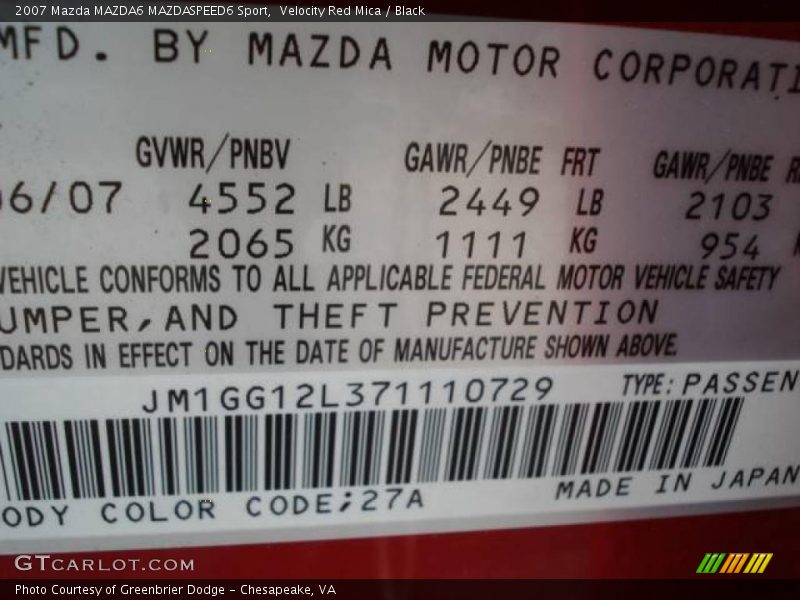 2007 Mazda MAZDA6 MAZDASPEED6 Sport, Velocity Red Mica / Black
MFD. BY MAZDA MOTOR CORPORATI
GVWR/PNBV GAWR/PNBE FRT GAWR/PNBE R
06/07 4552 LB 2449 LB 2103
2065 KG 1111 KG 954 K
VEHICLE CONFORMS TO ALL APPLICABLE FEDERAL MOTOR VEHICLE SAFETY
UMPER,AND THEFT PREVENTION
DARDS IN EFFECT ON THE DATE OF MANUFACTURE SHOWN ABOVE.
JM1GG12L371110729 TYPE: PASSEN
ODY COLOR CODE;27A MADE IN JAPAN
GTCARLOT.COM
Photo Courtesy of Greenbrier Dodge - Chesapeake, VA